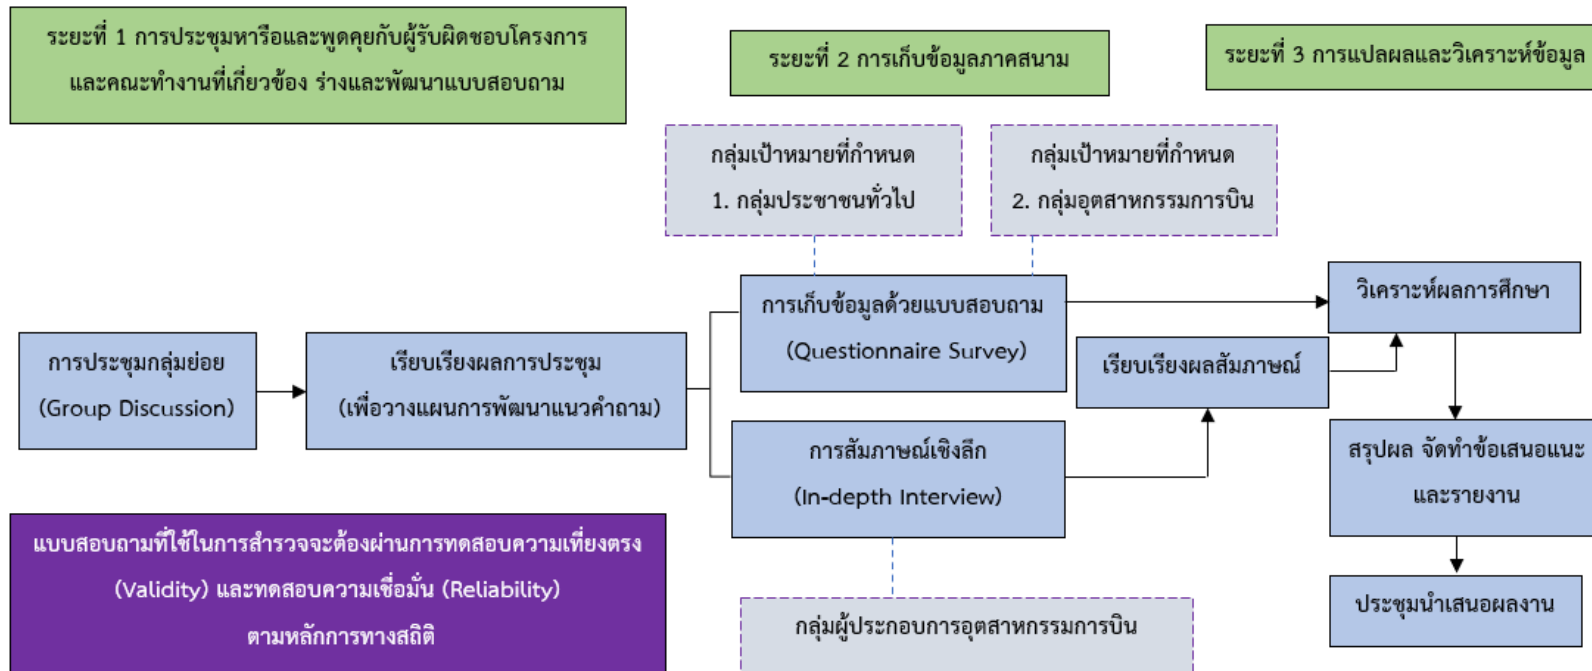 ระยะที่ 1 การประชุมหารือและพูดคุยกับผู้รับผิดชอบโครงการ
และคณะทำงานที่เกี่ยวข้อง ร่างและพัฒนาแบบสอบถาม
ระยะที่ 2 การเก็บข้อมูลภาคสนาม
ระยะที่ 3 การแปลผลและวิเคราะห์ข้อมูล
กลุ่มเป้าหมายที่กำหนด
1. กลุ่มประชาชนทั่วไป
กลุ่มเป้าหมายที่กำหนด
2. กลุ่มอุตสาหกรรมการบิน
การประชุมกลุ่มย่อย
(Group Discussion)
เรียบเรียงผลการประชุม
(เพื่อวางแผนการพัฒนาแนวคำถาม)
การเก็บข้อมูลด้วยแบบสอบถาม
(Questionnaire Survey)
การสัมภาษณ์เชิงลึก
(In-depth Interview)
เรียบเรียงผลสัมภาษณ์
วิเคราะห์ผลการศึกษา
สรุปผล จัดทำข้อเสนอแนะ
และรายงาน
ประชุมนำเสนอผลงาน
แบบสอบถามที่ใช้ในการสำรวจจะต้องผ่านการทดสอบความเที่ยงตรง
(Validity) และทดสอบความเชื่อมั่น (Reliability)
ตามหลักการทางสถิติ
กลุ่มผู้ประกอบการอุตสาหกรรมการบิน